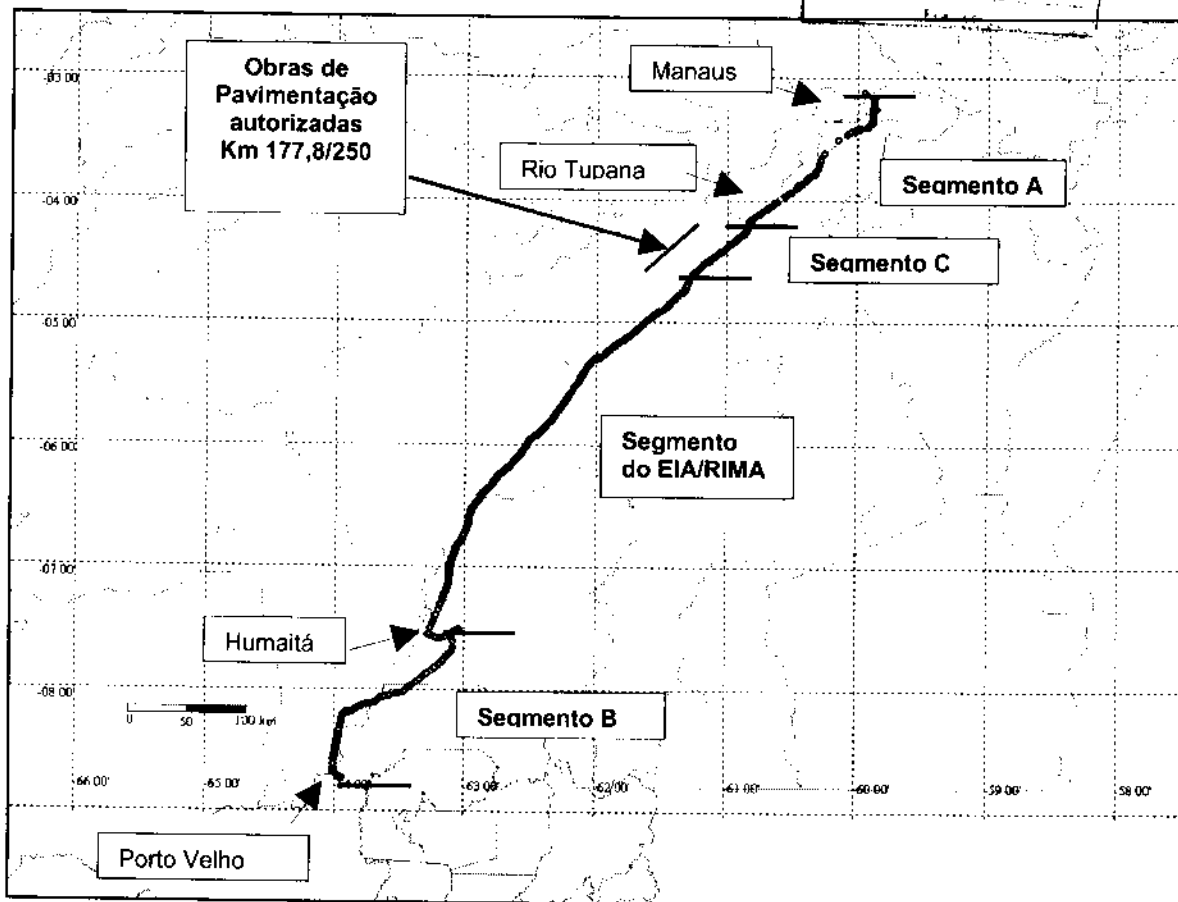 Obras de
Pavimentação
autorizadas
Km 177,8/250
Manaus
-03 00'
Rio Tupana
Segmento A
-04 00'
Segmento C
-05 00'
Segmento
do EIA/RIMA
-06 00'
-07 00'
Humaitá
-08 00'
0 50 100 km
Segmento B
-66 00' -65 00' -64 00' -63 00' -62 00' -61 00' -60 00' -59 00' -58 00'
Porto Velho